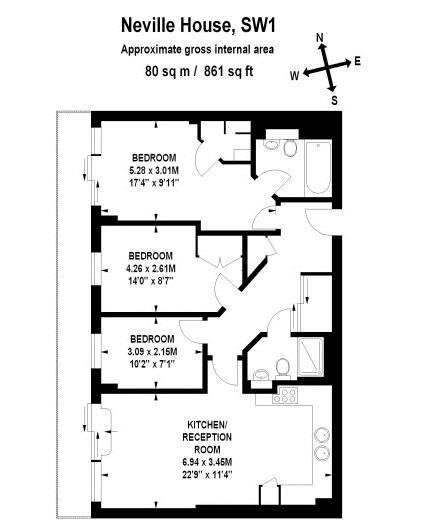 Neville House, SW1
Approximate gross internal area
80 sq m / 861 sq ft
N
E
W
S
BEDROOM
5.28 x 3.01M
17'4" x 9'11"
BEDROOM
4.26 x 2.61M
14'0" x 8'7"
BEDROOM
3.09 x 2.15M
10'2" x 7'1"
KITCHEN/
RECEPTION
ROOM
6.94 x 3.45M
22'9" x 11'4"